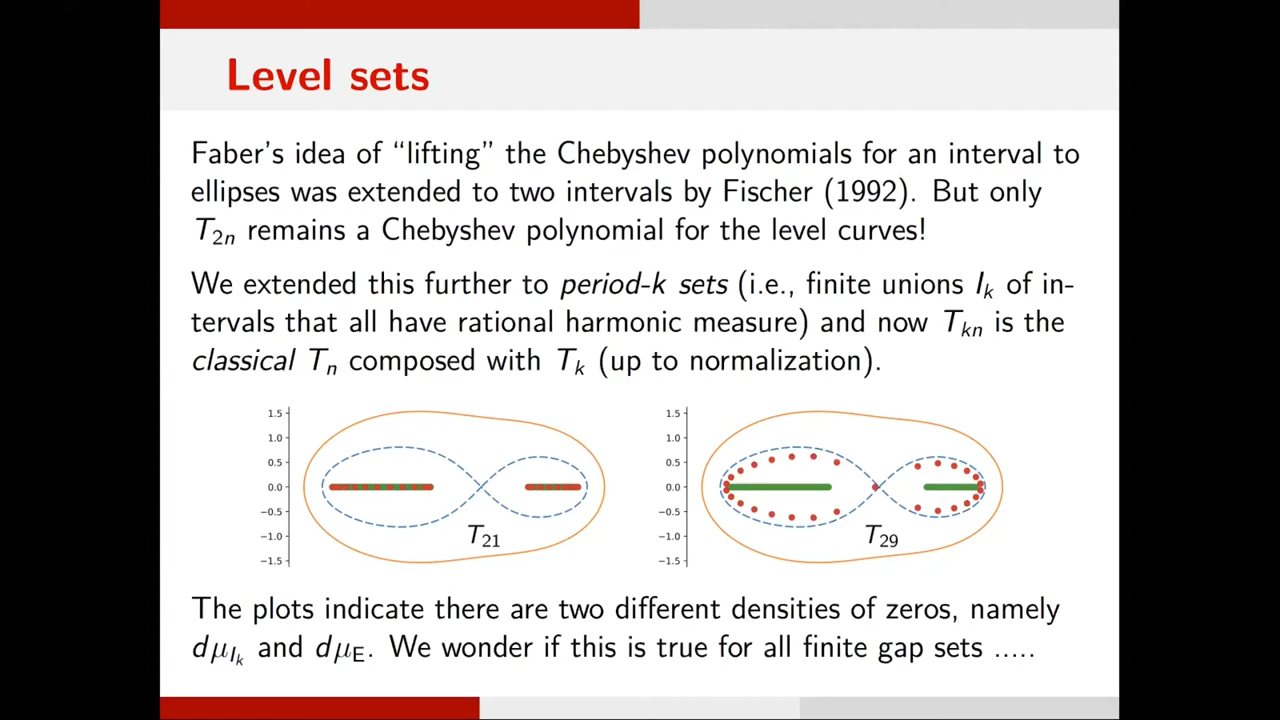 Level sets
Faber's idea of “lifting” the Chebyshev polynomials for an interval to
ellipses was extended to two intervals by Fischer (1992). But only
T₂ₙ remains a Chebyshev polynomial for the level curves!
We extended this further to period-k sets (i.e., finite unions Iₖ of in-
tervals that all have rational harmonic measure) and now Tₖₙ is the
classical Tₙ composed with Tₖ (up to normalization).
1.5
1.0
0.5
0.0
−0.5
−1.0
−1.5
T₂₁
1.5
1.0
0.5
0.0
−0.5
−1.0
−1.5
T₂₉
The plots indicate there are two different densities of zeros, namely
dμ_{Iₖ} and dμ_E. We wonder if this is true for all finite gap sets .....